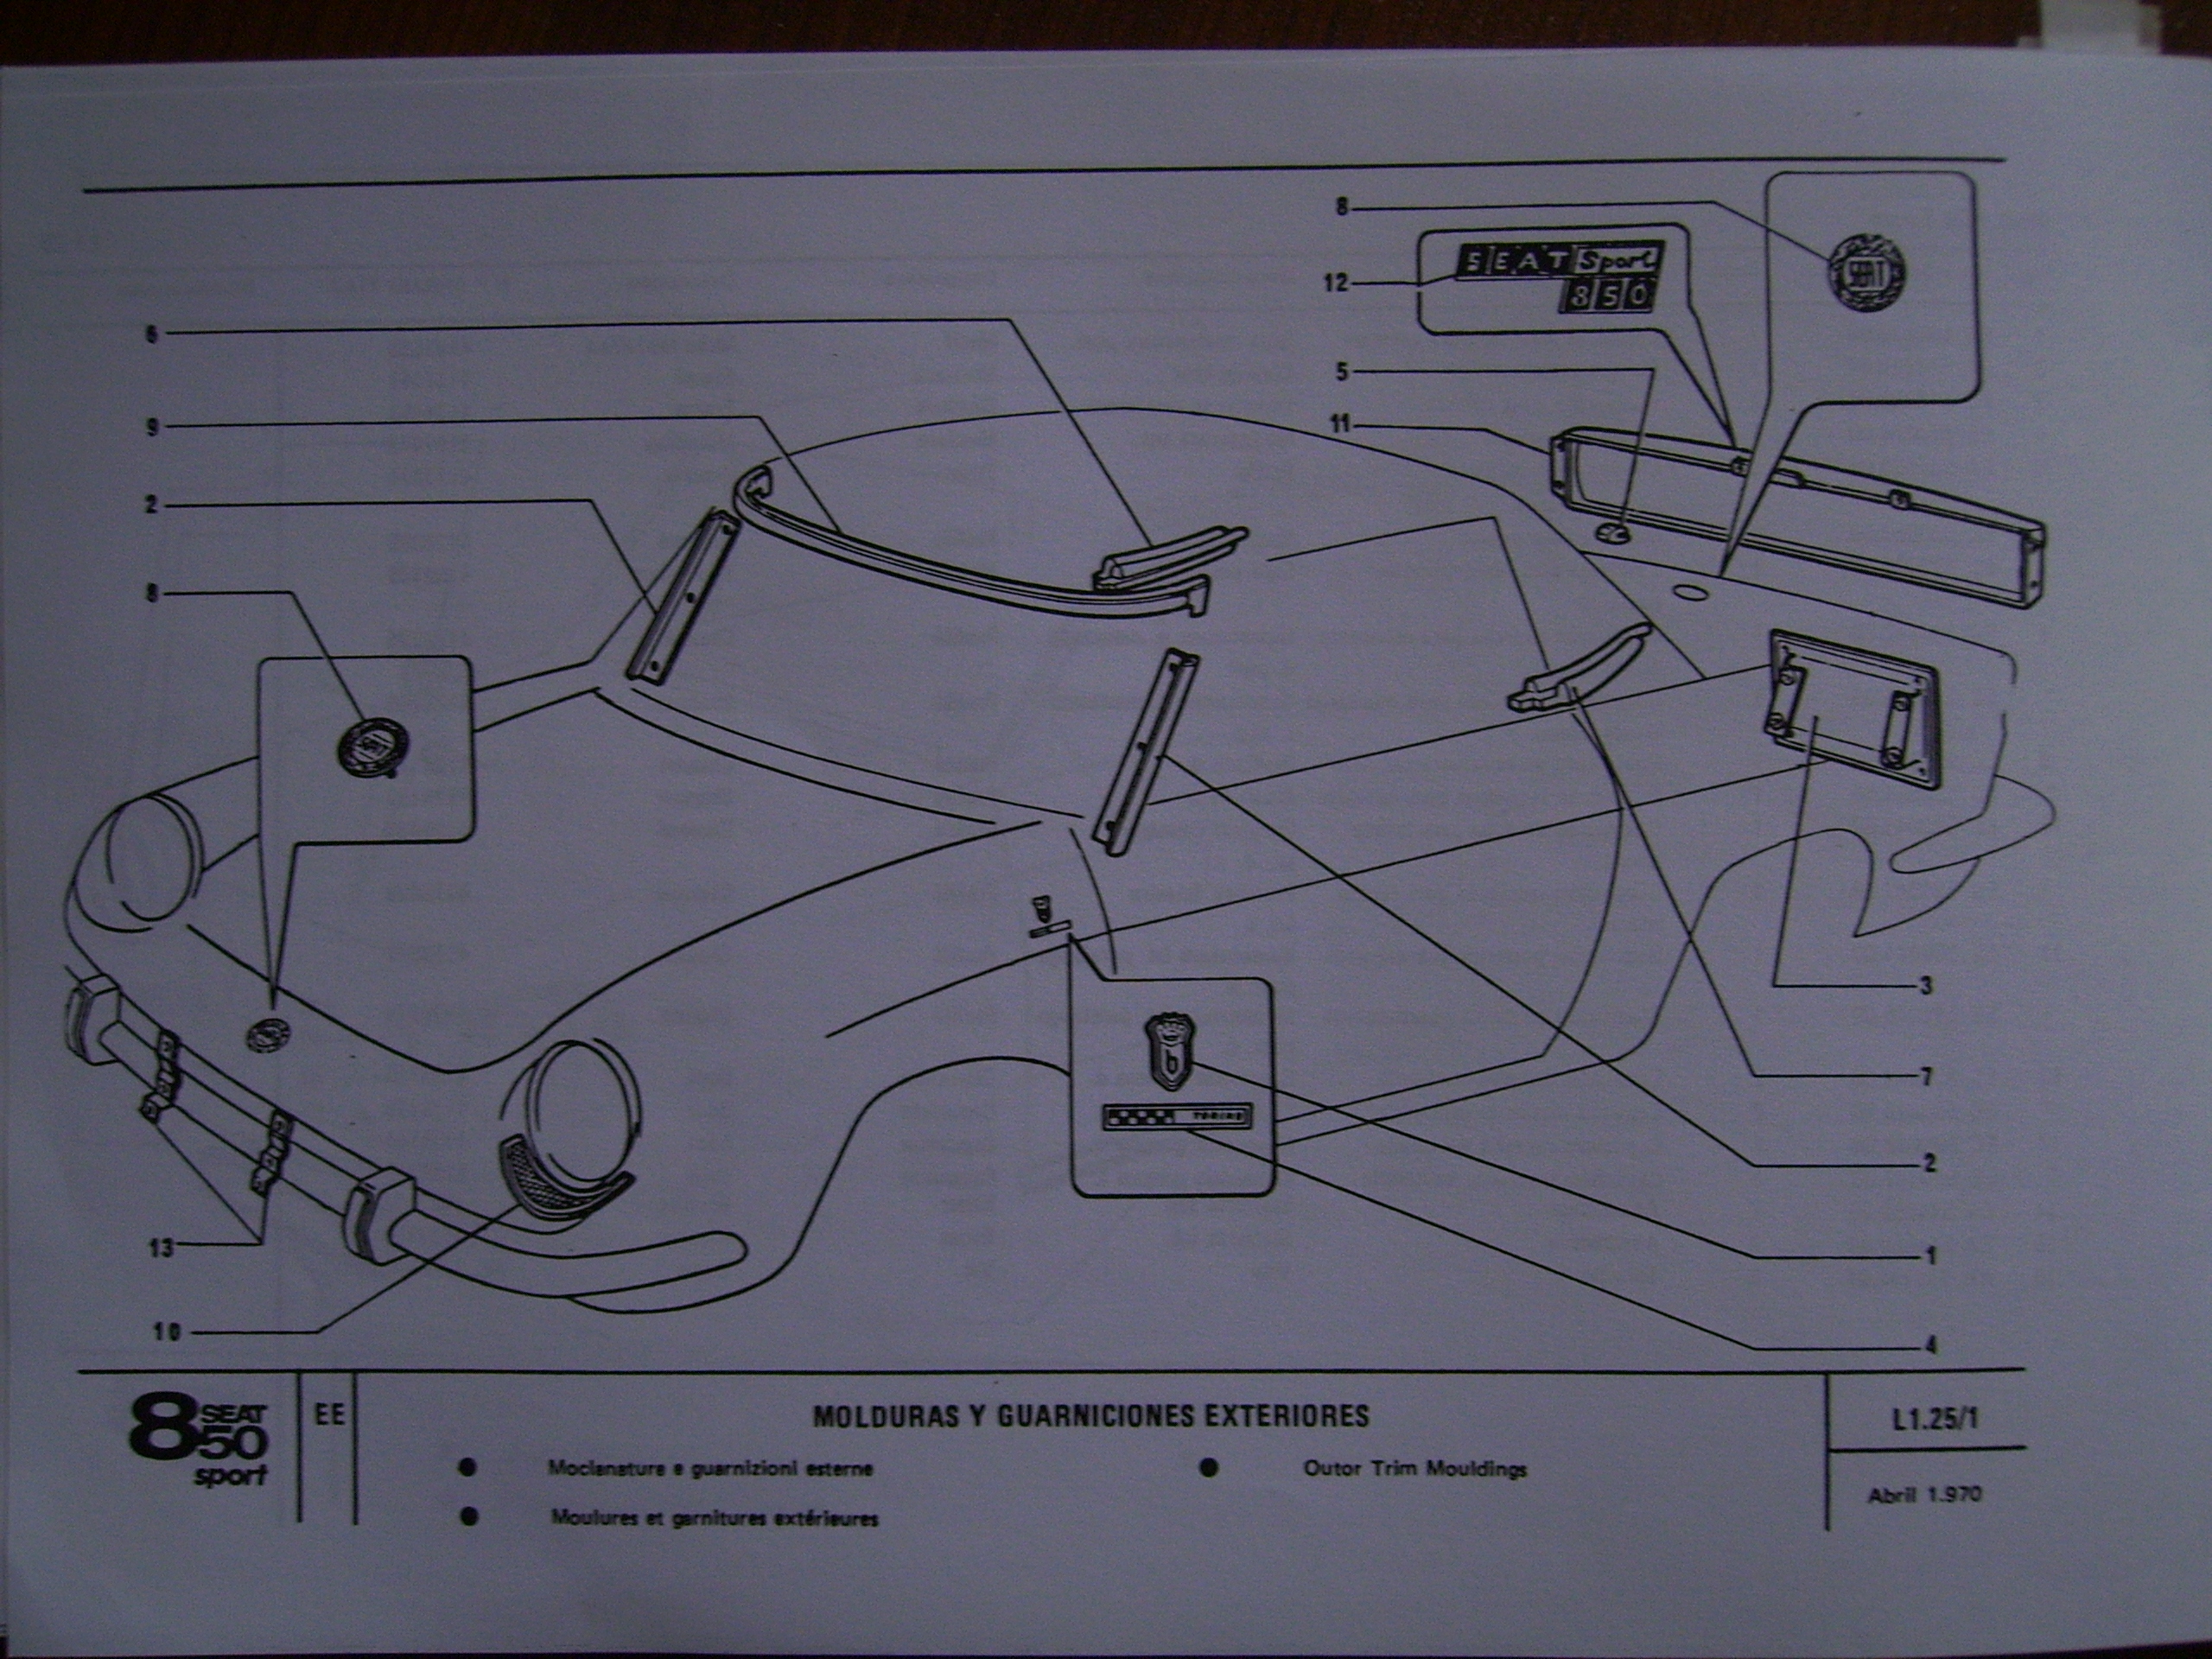 8
SEAT Sport
850
12
SEAT
6
5
9
11
2
8
SEAT
3
b
7
TORINO
2
13
1
10
4
8 SEAT
50
sport
EE
MOLDURAS Y GUARNICIONES EXTERIORES
L1.25/1
● Moclanature e guarnizioni esterne
● Outor Trim Mouldings
● Moulures et garnitures extérieures
Abril 1.970